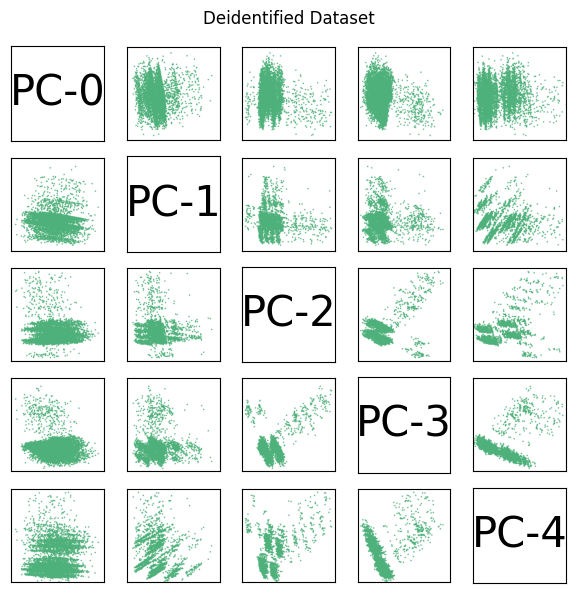 Deidentified Dataset
PC-0
PC-1
PC-2
PC-3
PC-4